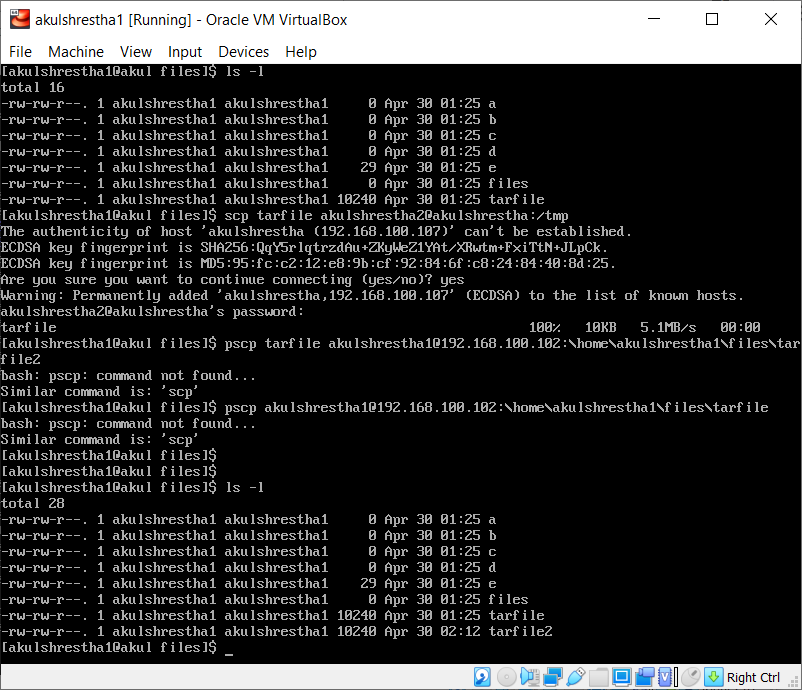 akulshrestha1 [Running] - Oracle VM VirtualBox
File Machine View Input Devices Help
[akulshrestha1@akul files]$ ls -l
total 16
-rw-rw-r--. 1 akulshrestha1 akulshrestha1     0 Apr 30 01:25 a
-rw-rw-r--. 1 akulshrestha1 akulshrestha1     0 Apr 30 01:25 b
-rw-rw-r--. 1 akulshrestha1 akulshrestha1     0 Apr 30 01:25 c
-rw-rw-r--. 1 akulshrestha1 akulshrestha1     0 Apr 30 01:25 d
-rw-rw-r--. 1 akulshrestha1 akulshrestha1    29 Apr 30 01:25 e
-rw-rw-r--. 1 akulshrestha1 akulshrestha1     0 Apr 30 01:25 files
-rw-rw-r--. 1 akulshrestha1 akulshrestha1 10240 Apr 30 01:25 tarfile
[akulshrestha1@akul files]$ scp tarfile akulshrestha2@akulshrestha:/tmp
The authenticity of host 'akulshrestha (192.168.100.107)' can't be established.
ECDSA key fingerprint is SHA256:QqY5rlqtrzdAu+ZKyWeZ1YAt/XRwtm+FxiTtN+JLpCk.
ECDSA key fingerprint is MD5:95:fc:c2:12:e8:9b:cf:92:84:6f:c8:24:84:40:8d:25.
Are you sure you want to continue connecting (yes/no)? yes
Warning: Permanently added 'akulshrestha,192.168.100.107' (ECDSA) to the list of known hosts.
akulshrestha2@akulshrestha's password:
tarfile                                                           100%   10KB   5.1MB/s   00:00
[akulshrestha1@akul files]$ pscp tarfile akulshrestha1@192.168.100.102:\home\akulshrestha1\files\tar
file2
bash: pscp: command not found...
Similar command is: 'scp'
[akulshrestha1@akul files]$ pscp akulshrestha1@192.168.100.102:\home\akulshrestha1\files\tarfile
bash: pscp: command not found...
Similar command is: 'scp'
[akulshrestha1@akul files]$
[akulshrestha1@akul files]$
[akulshrestha1@akul files]$ ls -l
total 28
-rw-rw-r--. 1 akulshrestha1 akulshrestha1     0 Apr 30 01:25 a
-rw-rw-r--. 1 akulshrestha1 akulshrestha1     0 Apr 30 01:25 b
-rw-rw-r--. 1 akulshrestha1 akulshrestha1     0 Apr 30 01:25 c
-rw-rw-r--. 1 akulshrestha1 akulshrestha1     0 Apr 30 01:25 d
-rw-rw-r--. 1 akulshrestha1 akulshrestha1    29 Apr 30 01:25 e
-rw-rw-r--. 1 akulshrestha1 akulshrestha1     0 Apr 30 01:25 files
-rw-rw-r--. 1 akulshrestha1 akulshrestha1 10240 Apr 30 01:25 tarfile
-rw-rw-r--. 1 akulshrestha1 akulshrestha1 10240 Apr 30 02:12 tarfile2
[akulshrestha1@akul files]$ _
Right Ctrl